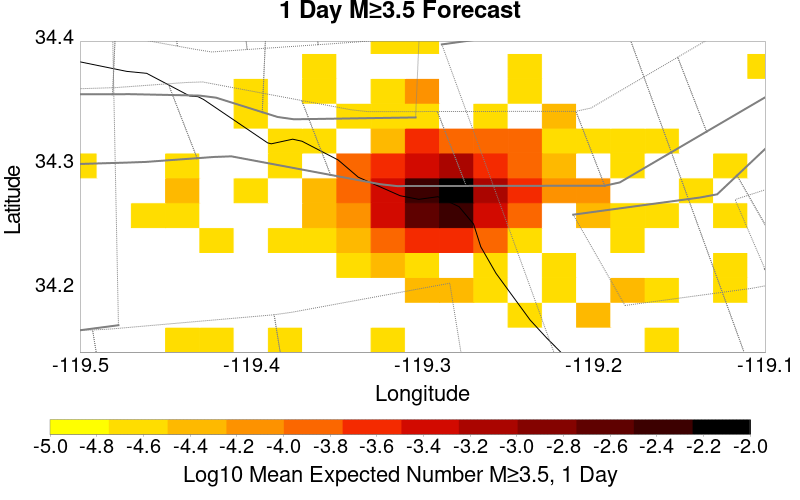 1 Day M≥3.5 Forecast
34.4
34.3
34.2
Latitude
-119.5 -119.4 -119.3 -119.2 -119.1
Longitude
-5.0 -4.8 -4.6 -4.4 -4.2 -4.0 -3.8 -3.6 -3.4 -3.2 -3.0 -2.8 -2.6 -2.4 -2.2 -2.0
Log10 Mean Expected Number M≥3.5, 1 Day